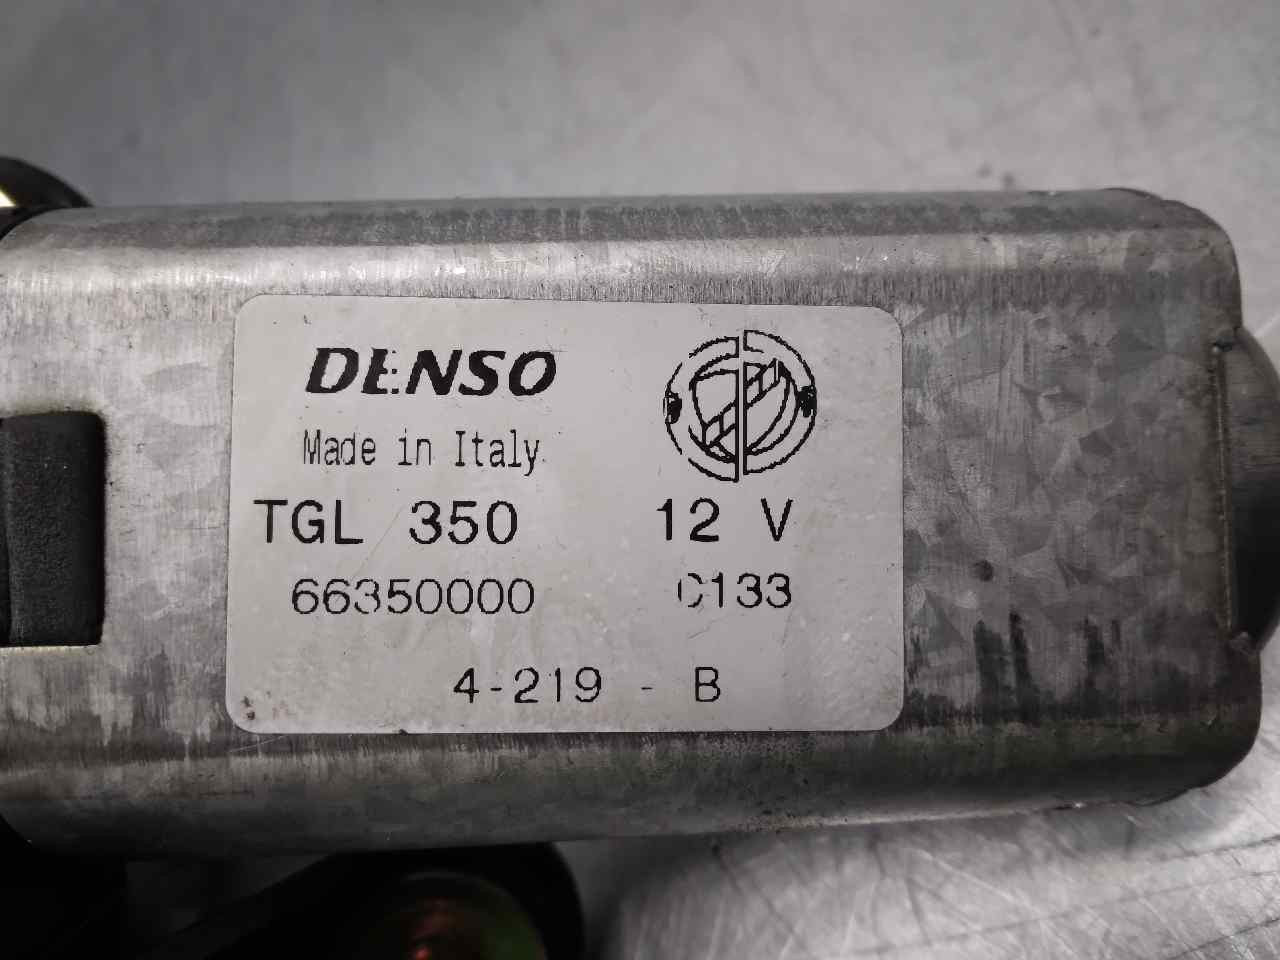 DENSO
Made in Italy
TGL 350 12 V
66350000 C133
4-219 - B